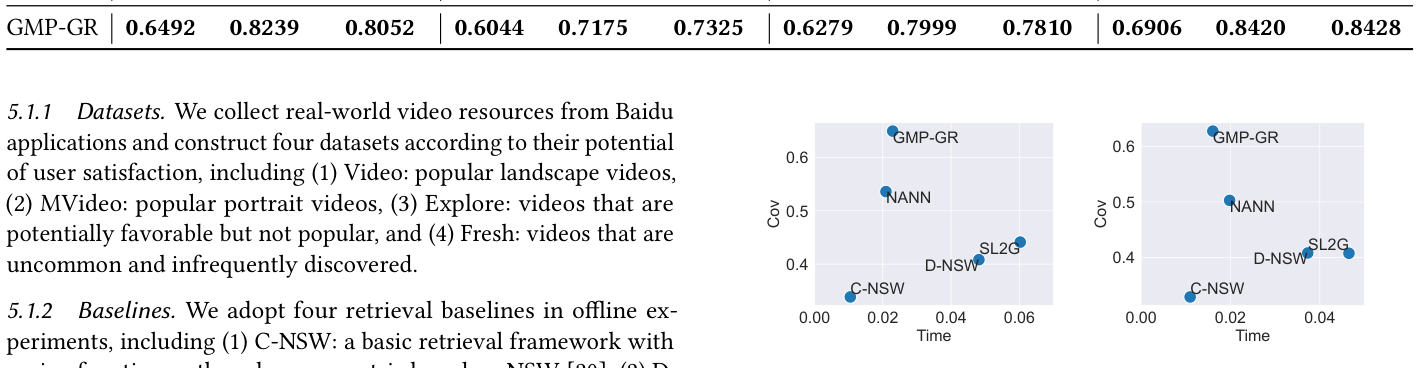 GMP-GR 0.6492 0.8239 0.8052 0.6044 0.7175 0.7325 0.6279 0.7999 0.7810 0.6906 0.8420 0.8428
5.1.1 Datasets. We collect real-world video resources from Baidu
applications and construct four datasets according to their potential
of user satisfaction, including (1) Video: popular landscape videos,
(2) MVideo: popular portrait videos, (3) Explore: videos that are
potentially favorable but not popular, and (4) Fresh: videos that are
uncommon and infrequently discovered.
5.1.2 Baselines. We adopt four retrieval baselines in offline ex-
periments, including (1) C-NSW: a basic retrieval framework with
Cov
0.6
0.5
0.4
GMP-GR
NANN
SL2G
D-NSW
C-NSW
0.00 0.02 0.04 0.06
Time
Cov
0.6
0.5
0.4
GMP-GR
NANN
SL2G
D-NSW
C-NSW
0.00 0.02 0.04
Time